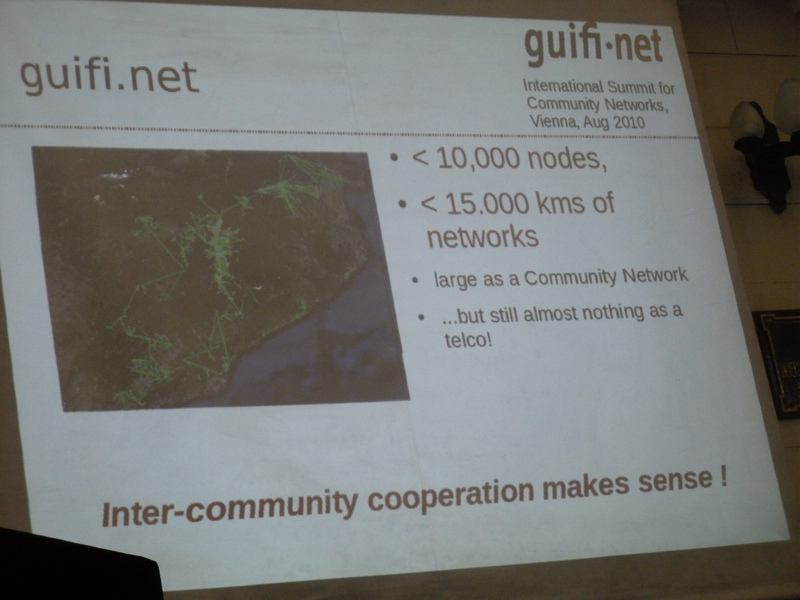 guifi.net
guifi·net
International Summit for
Community Networks,
Vienna, Aug 2010
• < 10,000 nodes,
• < 15.000 kms of
networks
• large as a Community Network
• ...but still almost nothing as a
telco!
Inter-community cooperation makes sense !